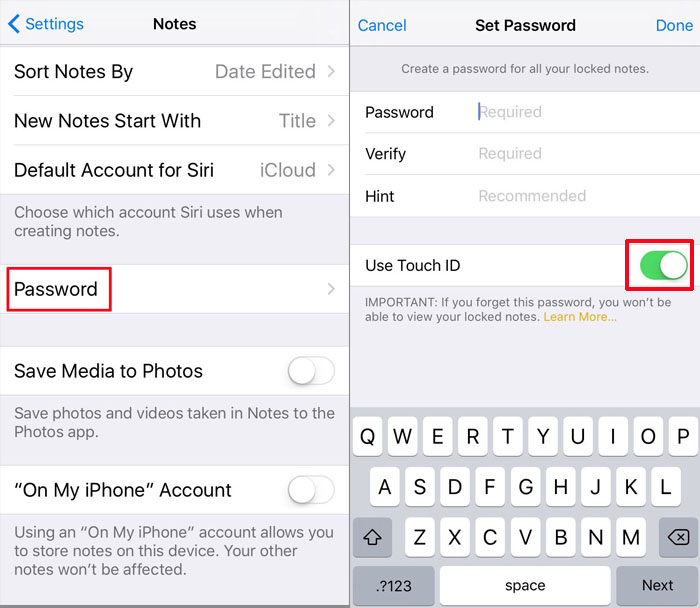 Settings
Notes
Sort Notes By Date Edited
New Notes Start With Title
Default Account for Siri iCloud
Choose which account Siri uses when
creating notes.
Password
Save Media to Photos
Save photos and videos taken in Notes to the
Photos app.
“On My iPhone” Account
Using an “On My iPhone” account allows you
to store notes on this device. Your other
notes won’t be affected.
Cancel
Set Password
Done
Create a password for all your locked notes.
Password Required
Verify Required
Hint Recommended
Use Touch ID
IMPORTANT: If you forget this password, you won’t be
able to view your locked notes. Learn More...
Q W E R T Y U I O P
A S D F G H J K L
Z X C V B N M
.?123 space Next